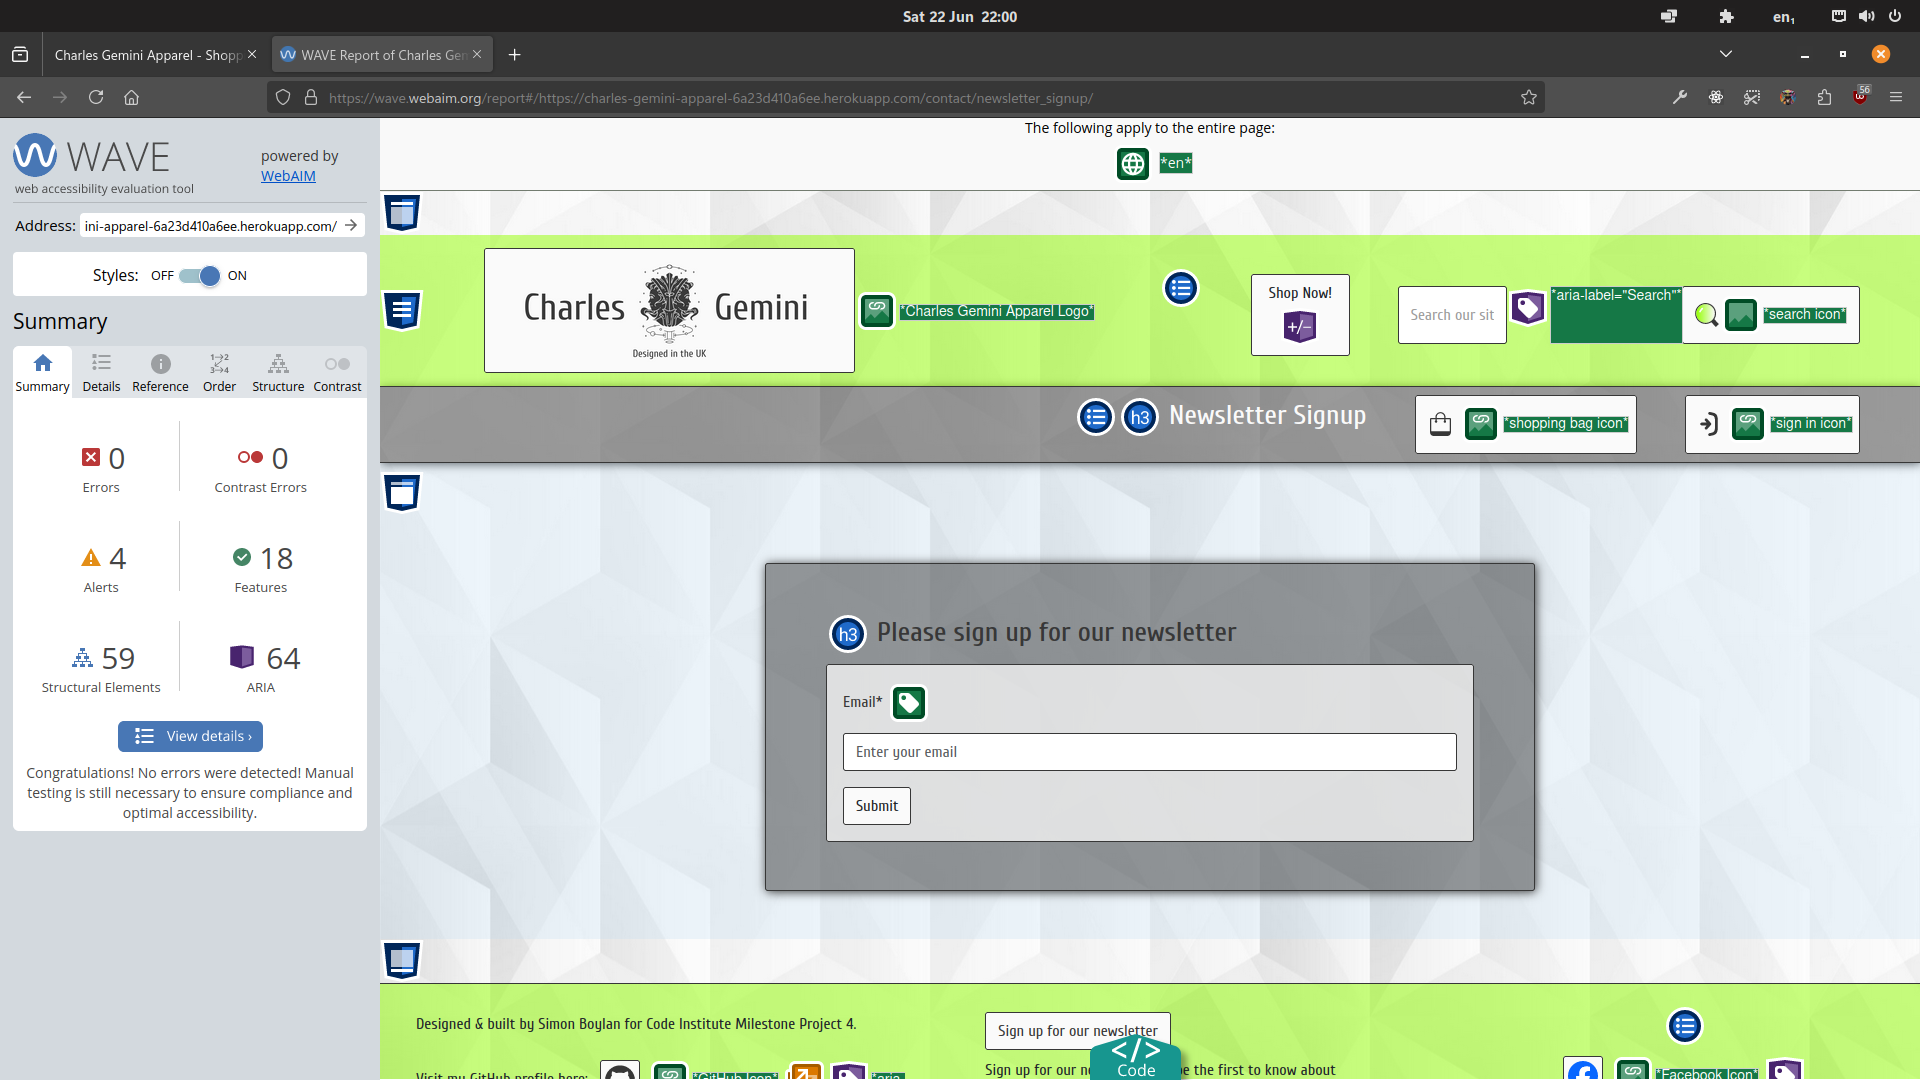 Sat 22 Jun 22:00
en₁
Charles Gemini Apparel - Shopp
WAVE Report of Charles Gem
https://wave.webaim.org/report#/https://charles-gemini-apparel-6a23d410a6ee.herokuapp.com/contact/newsletter_signup/
56
WAVE
web accessibility evaluation tool
powered by
WebAIM
Address:
ini-apparel-6a23d410a6ee.herokuapp.com/
Styles: OFF ON
Summary
Summary Details Reference Order Structure Contrast
0
Errors
0
Contrast Errors
4
Alerts
18
Features
59
Structural Elements
64
ARIA
View details ›
Congratulations! No errors were detected! Manual
testing is still necessary to ensure compliance and
optimal accessibility.
The following apply to the entire page:
*en*
Charles Gemini
Designed in the UK
*Charles Gemini Apparel Logo*
Shop Now!
+/-
Search our sit
*aria-label="Search"*
*search icon*
h3 Newsletter Signup
*shopping bag icon*
*sign in icon*
h3 Please sign up for our newsletter
Email*
Enter your email
Submit
Designed & built by Simon Boylan for Code Institute Milestone Project 4.
Visit my GitHub profile here:
*GitHub Icon*
*aria
Sign up for our newsletter
Sign up for our ne
e the first to know about
</>
Code
*Facebook Icon*